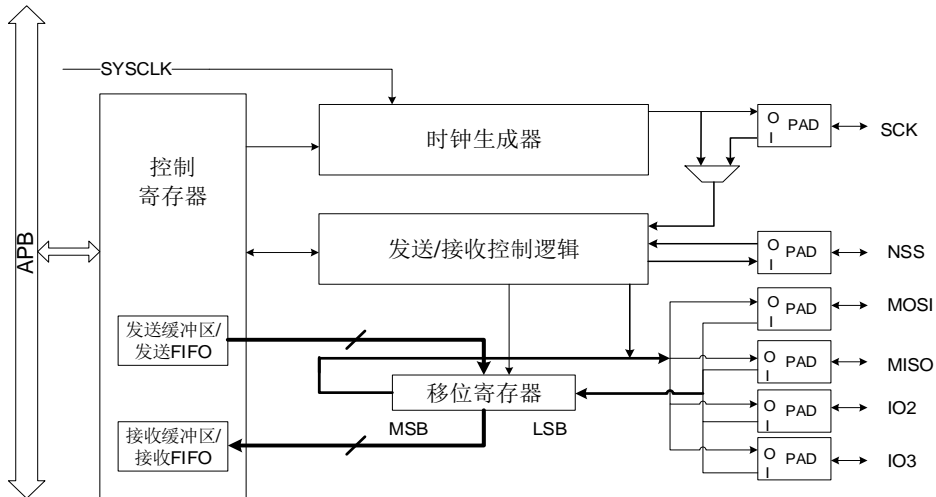 SYSCLK
APB
控制
寄存器
时钟生成器
O
I
PAD
SCK
发送/接收控制逻辑
O
I
PAD
NSS
O
I
PAD
MOSI
发送缓冲区/
发送FIFO
O
I
PAD
MISO
移位寄存器
MSB
LSB
O
I
PAD
IO2
接收缓冲区/
接收FIFO
O
I
PAD
IO3